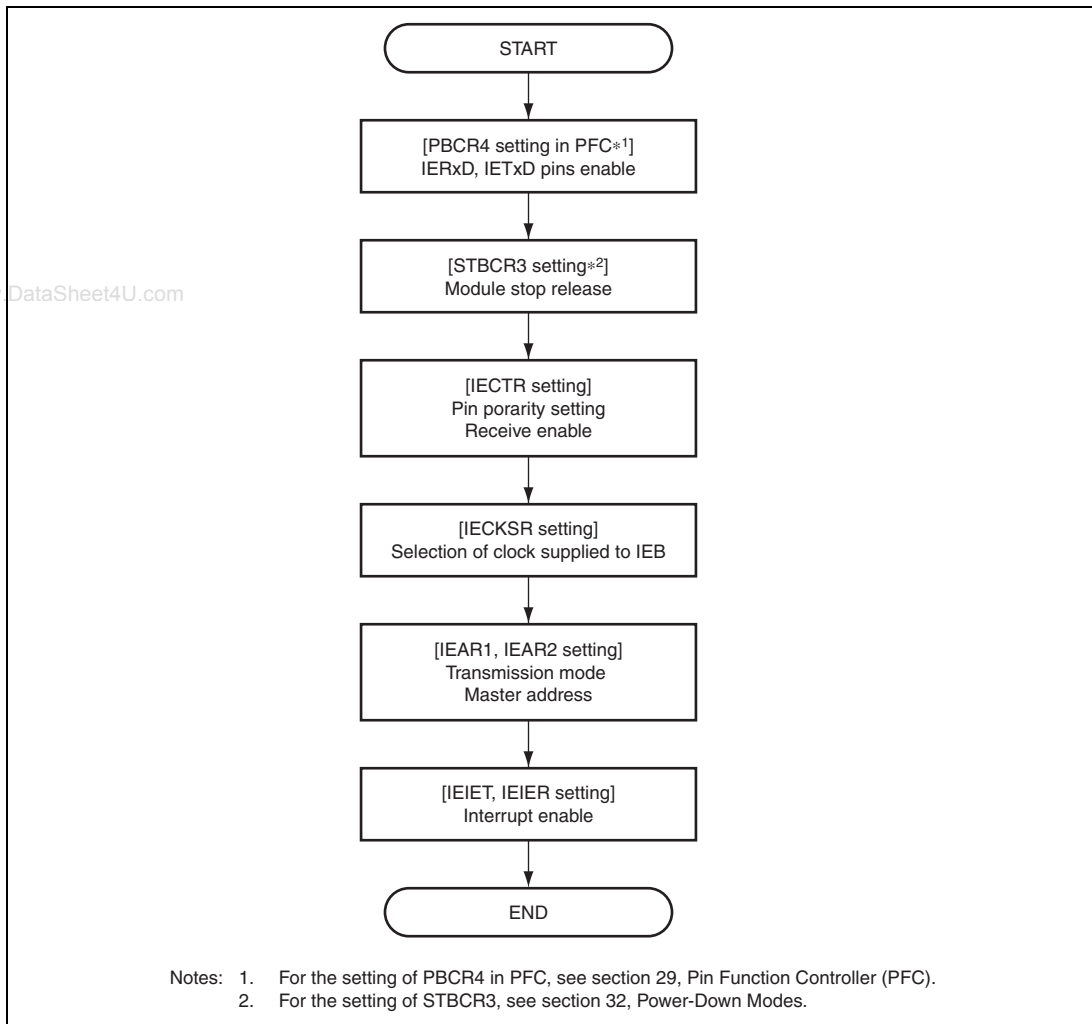 START
[PBCR4 setting in PFC*1]
IERxD, IETxD pins enable
[STBCR3 setting*2]
Module stop release
.DataSheet4U.com
[IECTR setting]
Pin porarity setting
Receive enable
[IECKSR setting]
Selection of clock supplied to IEB
[IEAR1, IEAR2 setting]
Transmission mode
Master address
[IEIET, IEIER setting]
Interrupt enable
END
Notes: 1. For the setting of PBCR4 in PFC, see section 29, Pin Function Controller (PFC).
2. For the setting of STBCR3, see section 32, Power-Down Modes.